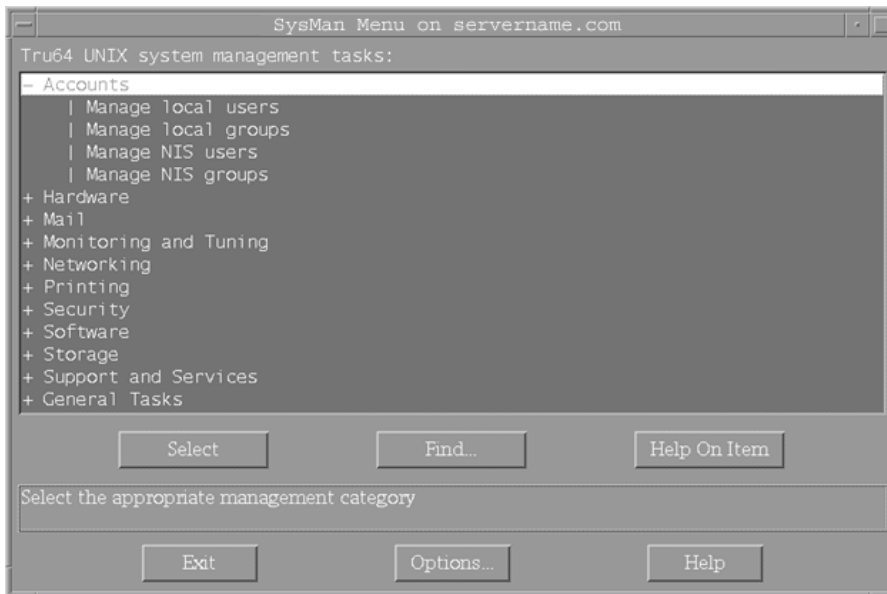 SysMan Menu on servername.com
Tru64 UNIX system management tasks:
- Accounts
| Manage local users
| Manage local groups
| Manage NIS users
| Manage NIS groups
+ Hardware
+ Mail
+ Monitoring and Tuning
+ Networking
+ Printing
+ Security
+ Software
+ Storage
+ Support and Services
+ General Tasks
Select Find... Help On Item
Select the appropriate management category
Exit Options... Help